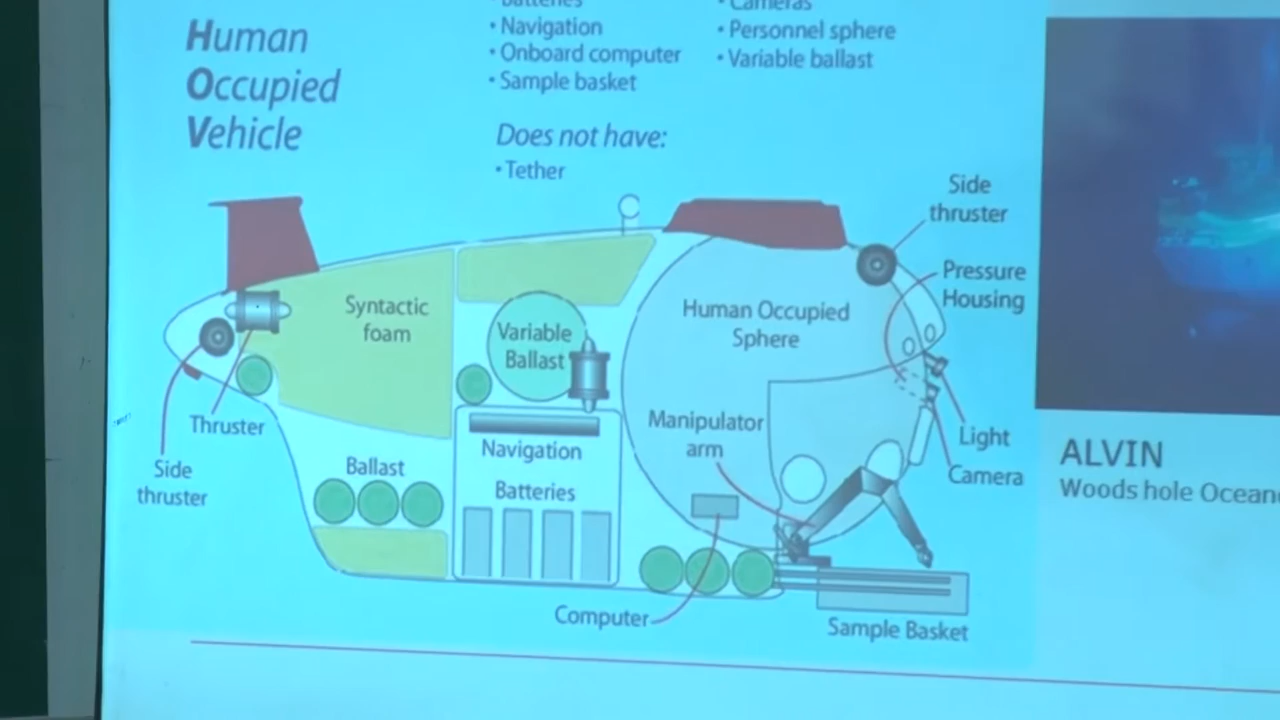 Human
Occupied
Vehicle
Batteries
• Navigation
• Onboard computer
• Sample basket
Cameras
• Personnel sphere
• Variable ballast
Does not have:
• Tether
Side
thruster
Pressure
Housing
Syntactic
foam
Variable
Ballast
Human Occupied
Sphere
Manipulator
arm
Thruster
Side
thruster
Ballast
Navigation
Batteries
Light
Camera
Computer
Sample Basket
ALVIN
Woods hole Ocean